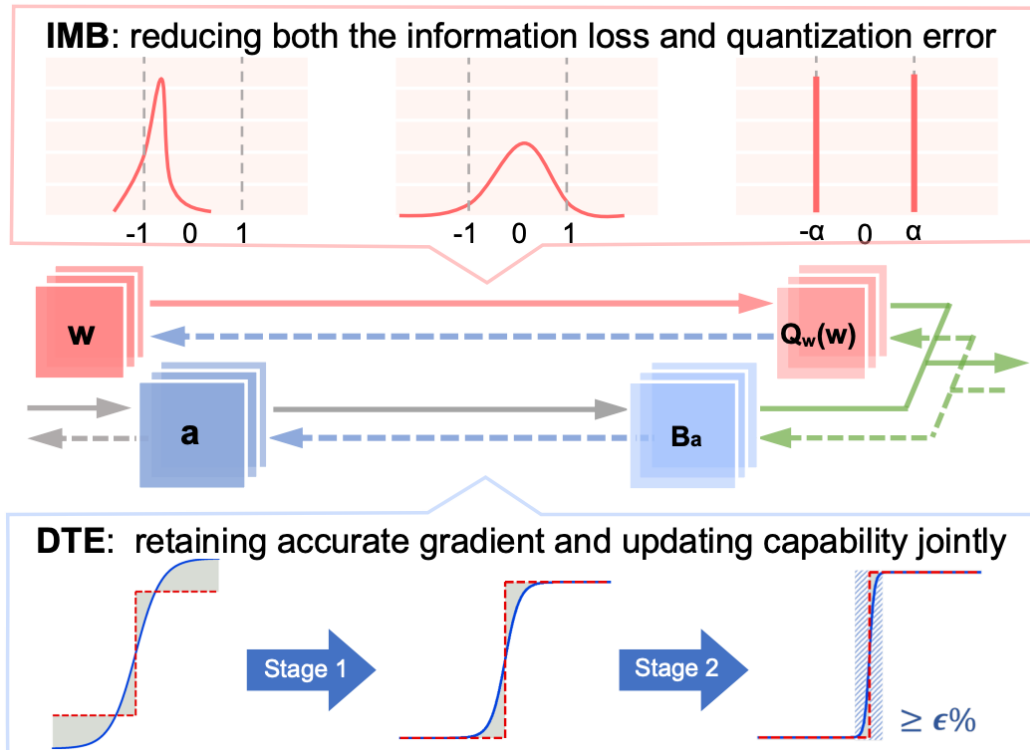 IMB: reducing both the information loss and quantization error
-1 0 1
-1 0 1
-α 0 α
w
Qw(w)
a
Ba
DTE: retaining accurate gradient and updating capability jointly
Stage 1
Stage 2
≥ ϵ%